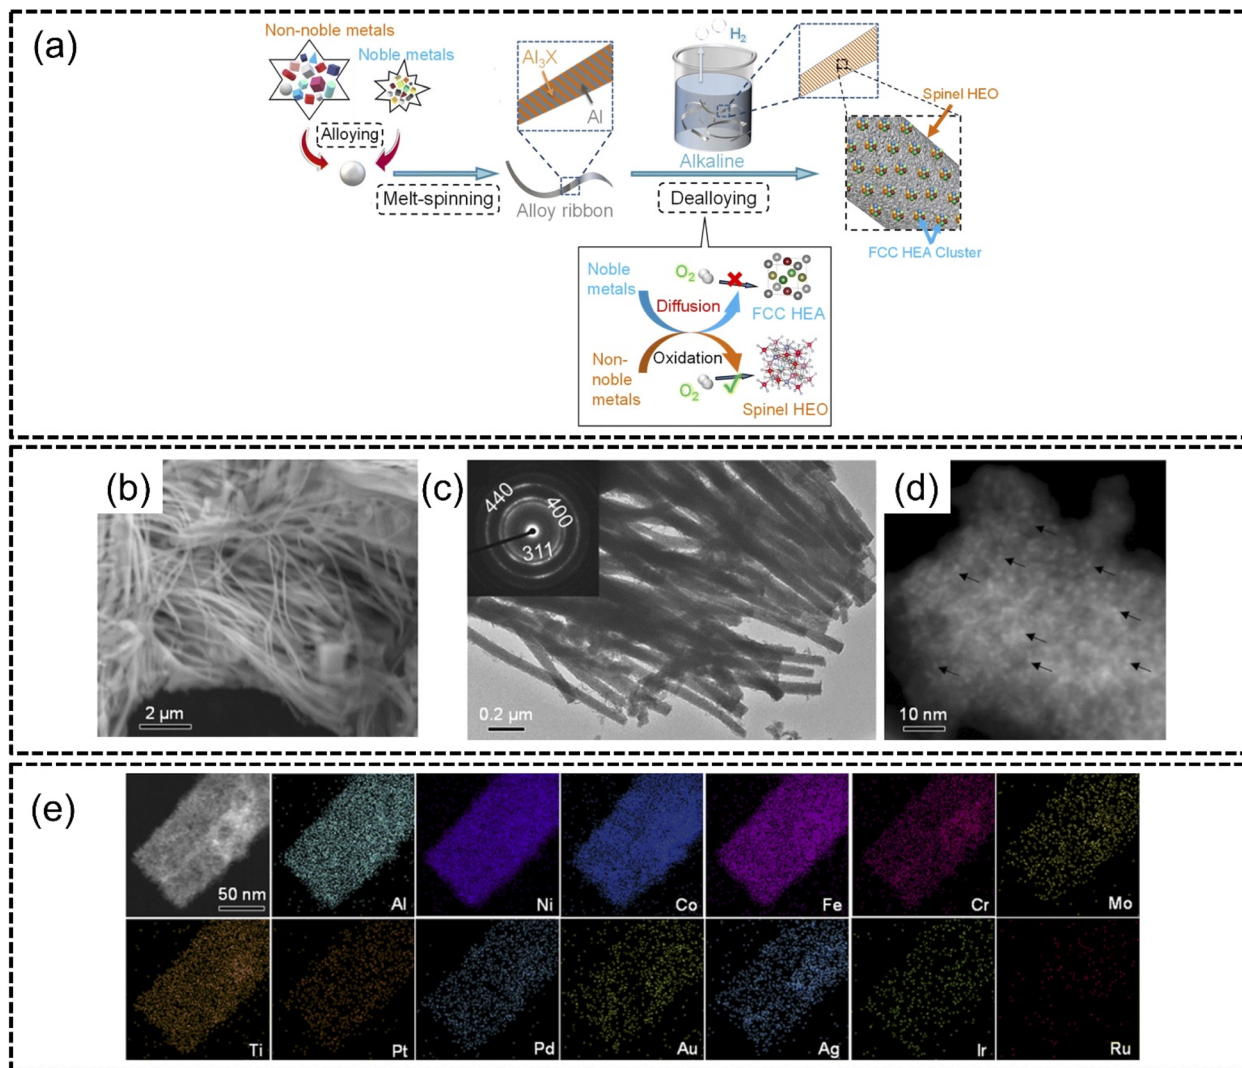 (a)
Non-noble metals
Noble metals
Alloying
Melt-spinning
Al₃X
Al
Alloy ribbon
H₂
Alkaline
Dealloying
Spinel HEO
FCC HEA Cluster
Noble
metals
O₂
Diffusion
FCC HEA
Non-
noble
metals
Oxidation
O₂
Spinel HEO
(b)
2 µm
(c)
440
400
311
0.2 µm
(d)
10 nm
(e)
50 nm
Al
Ni
Co
Fe
Cr
Mo
Ti
Pt
Pd
Au
Ag
Ir
Ru